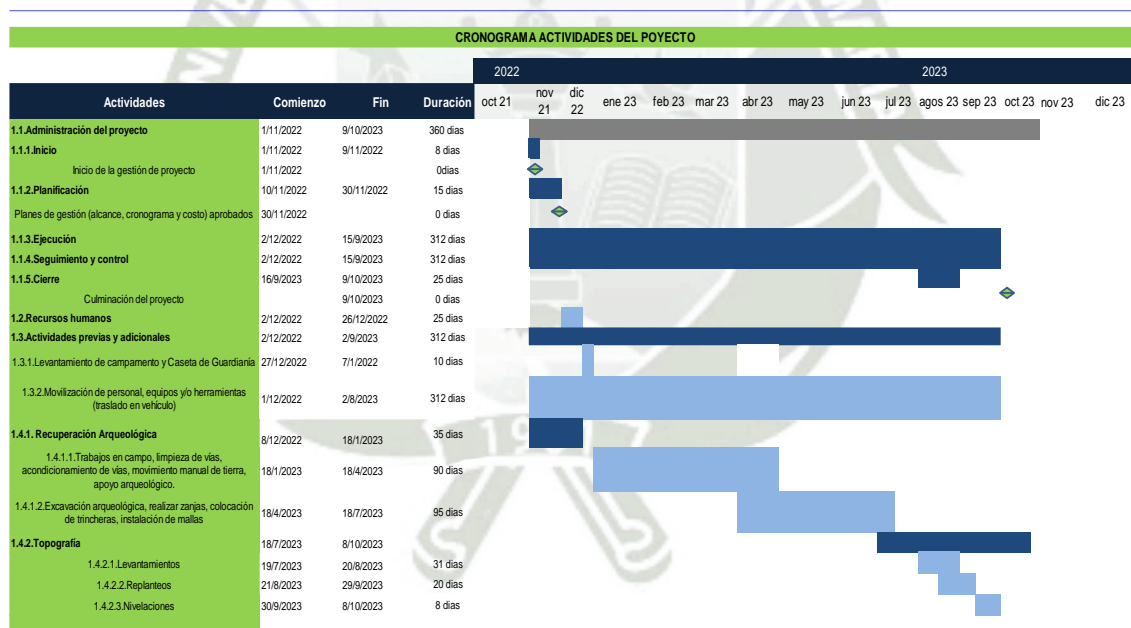 CRONOGRAMA ACTIVIDADES DEL POYECTO
2022 2023
Actividades Comienzo Fin Duración oct 21 nov 21 dic 22 ene 23 feb 23 mar 23 abr 23 may 23 jun 23 jul 23 agos 23 sep 23 oct 23 nov 23 dic 23
1.1.Administración del proyecto 1/11/2022 9/10/2023 360 dias
1.1.1.Inicio 1/11/2022 9/11/2022 8 dias
Inicio de la gestión de proyecto 1/11/2022 0dias
1.1.2.Planificación 10/11/2022 30/11/2022 15 dias
Planes de gestión (alcance, cronograma y costo) aprobados 30/11/2022 0 dias
1.1.3.Ejecución 2/12/2022 15/9/2023 312 dias
1.1.4.Seguimiento y control 2/12/2022 15/9/2023 312 dias
1.1.5.Cierre 16/9/2023 9/10/2023 25 dias
Culminación del proyecto 9/10/2023 0 dias
1.2.Recursos humanos 2/12/2022 26/12/2022 25 dias
1.3.Actividades previas y adicionales 2/12/2022 2/9/2023 312 dias
1.3.1.Levantamiento de campamento y Caseta de Guardianía 27/12/2022 7/1/2022 10 dias
1.3.2.Movilización de personal, equipos y/o herramientas
(traslado en vehículo) 1/12/2022 2/8/2023 312 dias
1.4.1. Recuperación Arqueológica 8/12/2022 18/1/2023 35 dias
1.4.1.1.Trabajos en campo, limpieza de vías,
acondicionamiento de vías, movimiento manual de tierra,
apoyo arqueológico. 18/1/2023 18/4/2023 90 dias
1.4.1.2.Excavación arqueológica, realizar zanjas, colocación
de trincheras, instalación de mallas 18/4/2023 18/7/2023 95 dias
1.4.2.Topografía 18/7/2023 8/10/2023
1.4.2.1.Levantamientos 19/7/2023 20/8/2023 31 dias
1.4.2.2.Replanteos 21/8/2023 29/9/2023 20 dias
1.4.2.3.Nivelaciones 30/9/2023 8/10/2023 8 dias